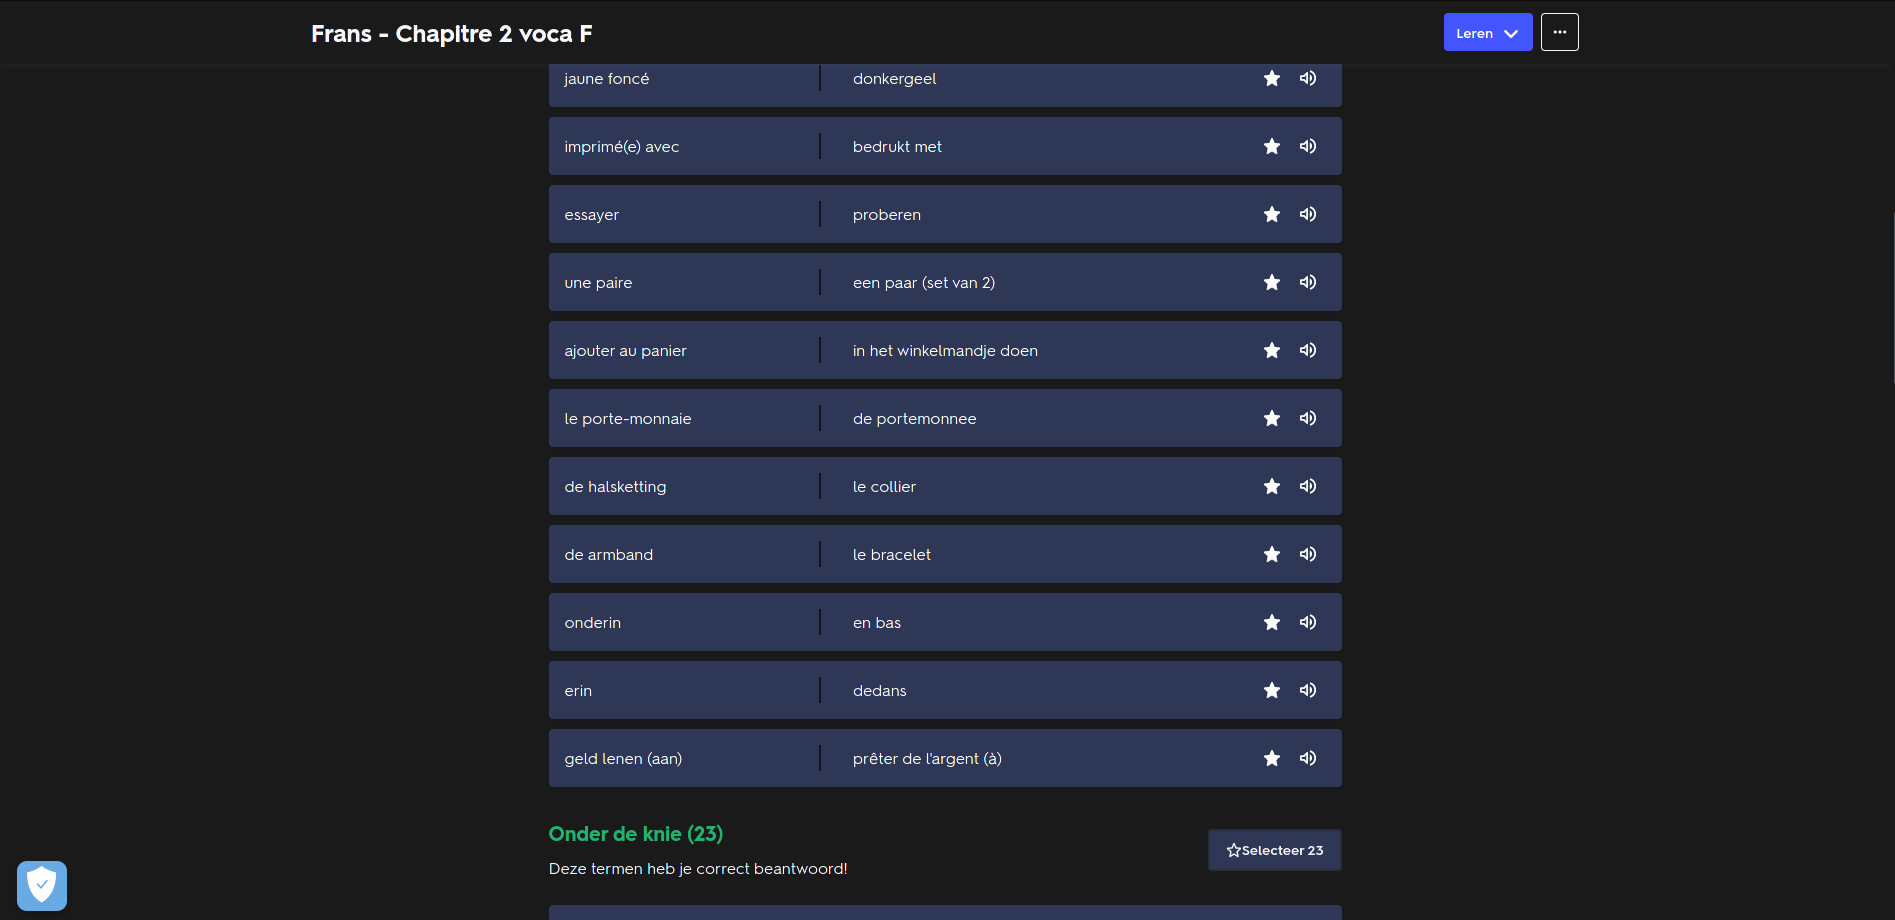 Frans - Chapitre 2 voca F
Leren
jaune foncé donkergeel
imprimé(e) avec bedrukt met
essayer proberen
une paire een paar (set van 2)
ajouter au panier in het winkelmandje doen
le porte-monnaie de portemonnee
de halsketting le collier
de armband le bracelet
onderin en bas
erin dedans
geld lenen (aan) prêter de l'argent (à)
Onder de knie (23)
Selecteer 23
Deze termen heb je correct beantwoord!